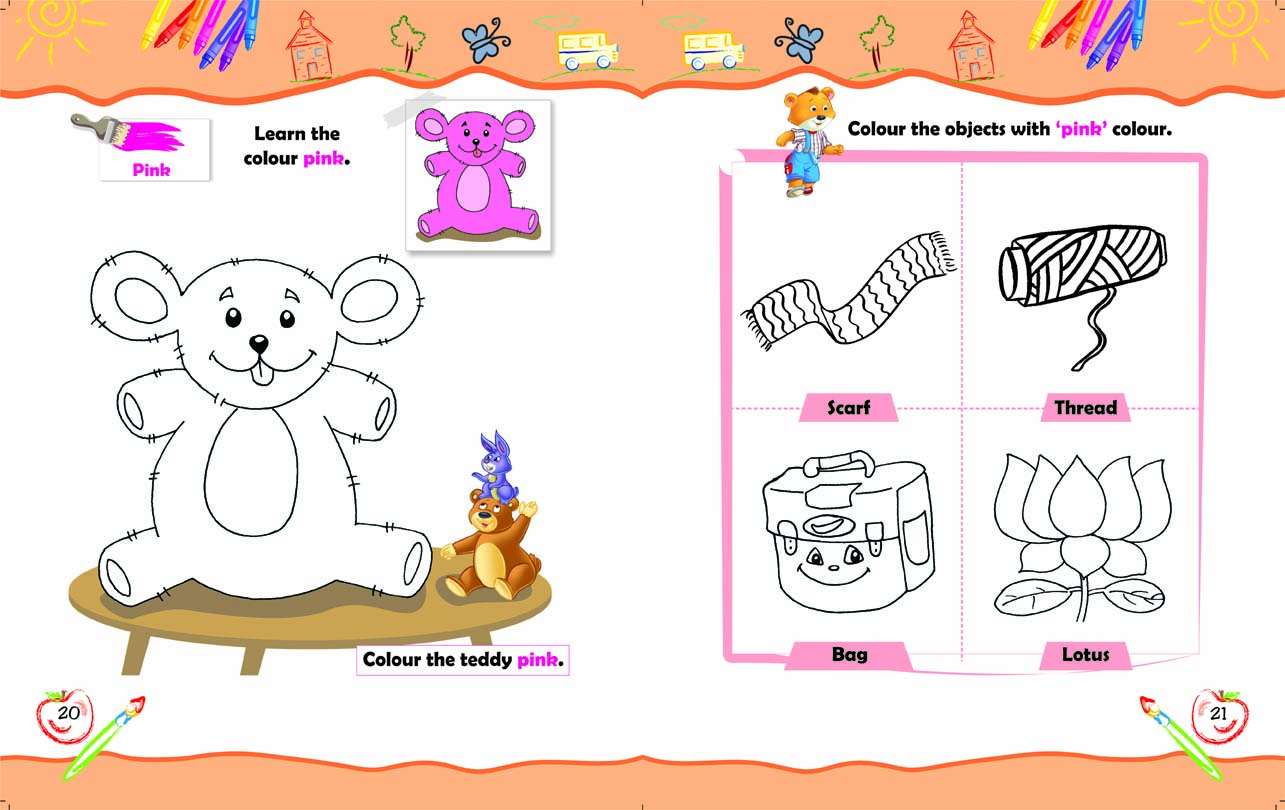 Pink
Learn the
colour pink.
Colour the teddy pink.
20
Colour the objects with ‘pink’ colour.
Scarf
Thread
Bag
Lotus
21